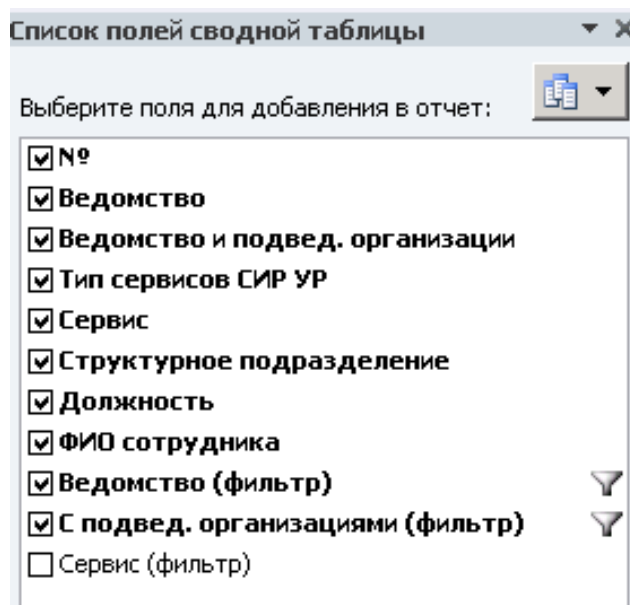 Список полей сводной таблицы
Выберите поля для добавления в отчет:
№
Ведомство
Ведомство и подвед. организации
Тип сервисов СИР УР
Сервис
Структурное подразделение
Должность
ФИО сотрудника
Ведомство (фильтр)
С подвед. организациями (фильтр)
Сервис (фильтр)